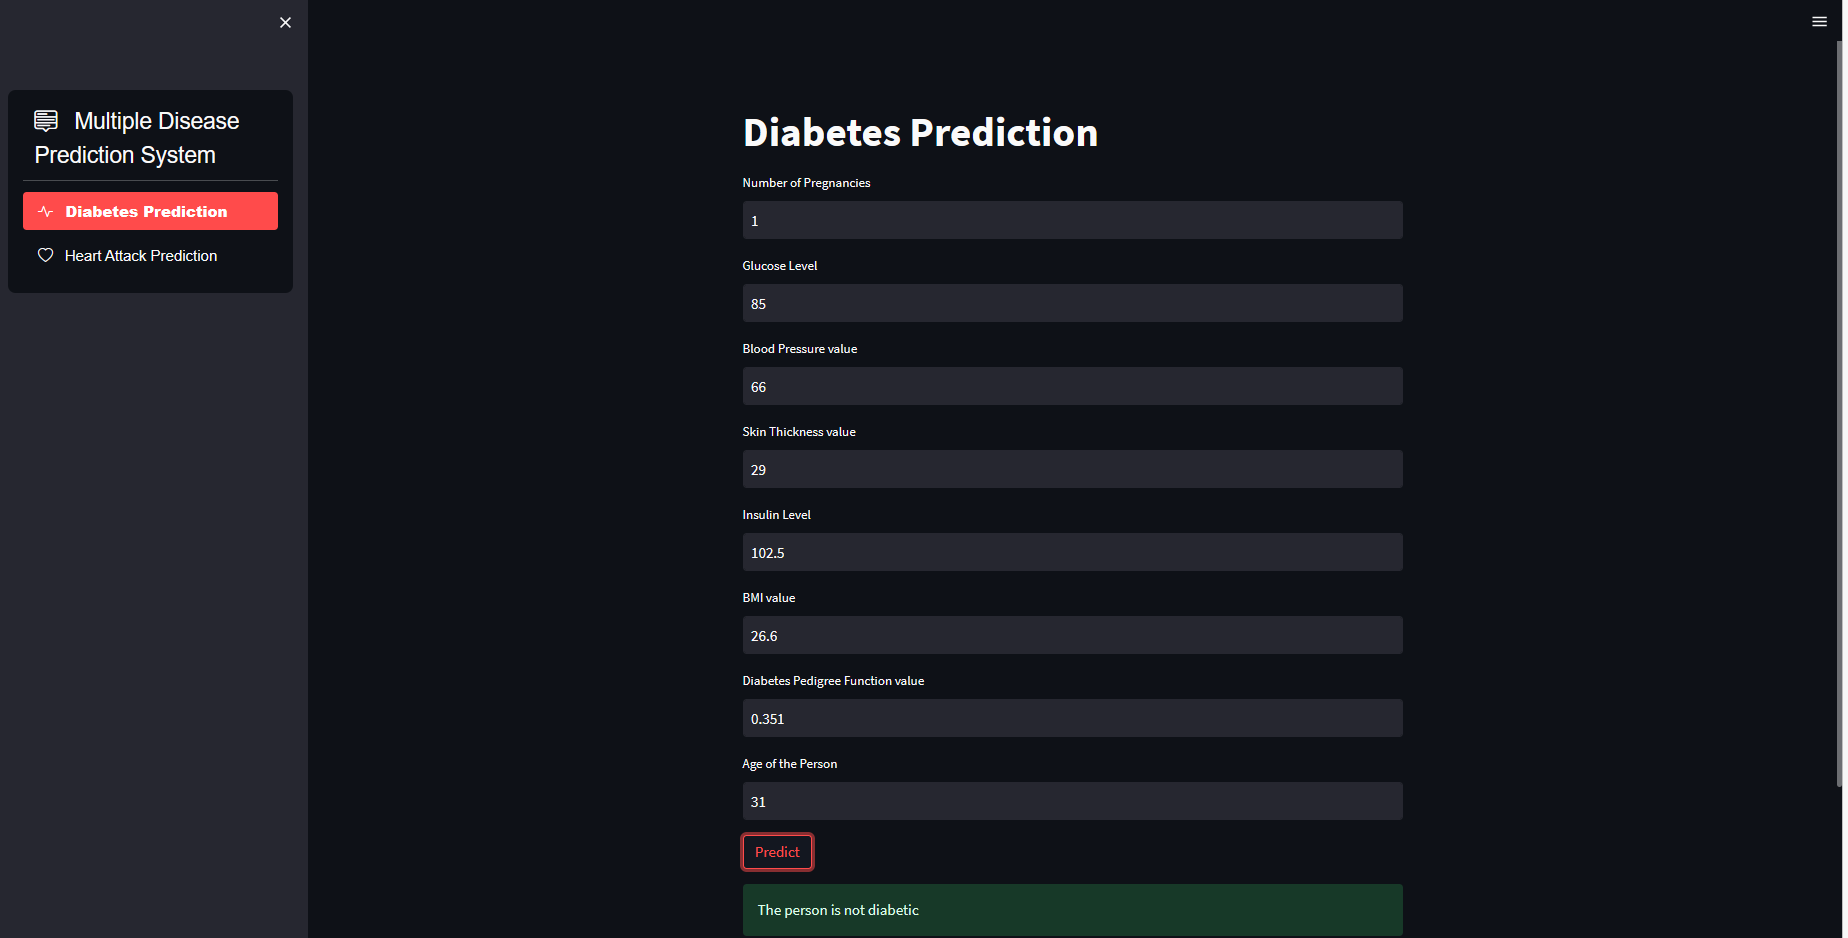 Multiple Disease
Prediction System
Diabetes Prediction
Heart Attack Prediction
Diabetes Prediction
Number of Pregnancies
1
Glucose Level
85
Blood Pressure value
66
Skin Thickness value
29
Insulin Level
102.5
BMI value
26.6
Diabetes Pedigree Function value
0.351
Age of the Person
31
Predict
The person is not diabetic